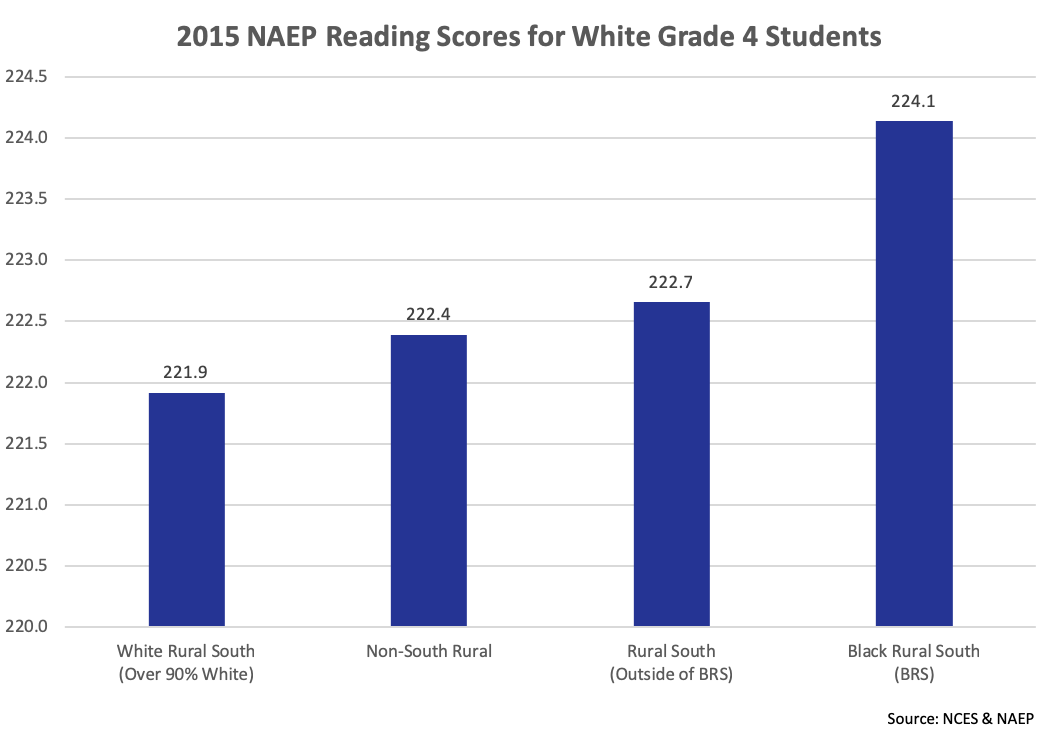 2015 NAEP Reading Scores for White Grade 4 Students
224.5
224.0
223.5
223.0
222.5
222.0
221.5
221.0
220.5
220.0
221.9
222.4
222.7
224.1
White Rural South
(Over 90% White)
Non-South Rural
Rural South
(Outside of BRS)
Black Rural South
(BRS)
Source: NCES & NAEP